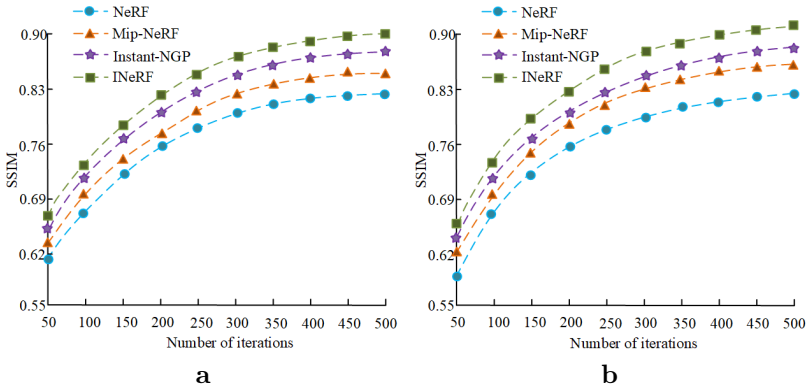 NeRF
Mip-NeRF
Instant-NGP
INeRF
SSIM
0.90
0.83
0.76
0.69
0.62
0.55
50 100 150 200 250 300 350 400 450 500
Number of iterations
a
NeRF
Mip-NeRF
Instant-NGP
INeRF
SSIM
0.90
0.83
0.76
0.69
0.62
0.55
50 100 150 200 250 300 350 400 450 500
Number of iterations
b